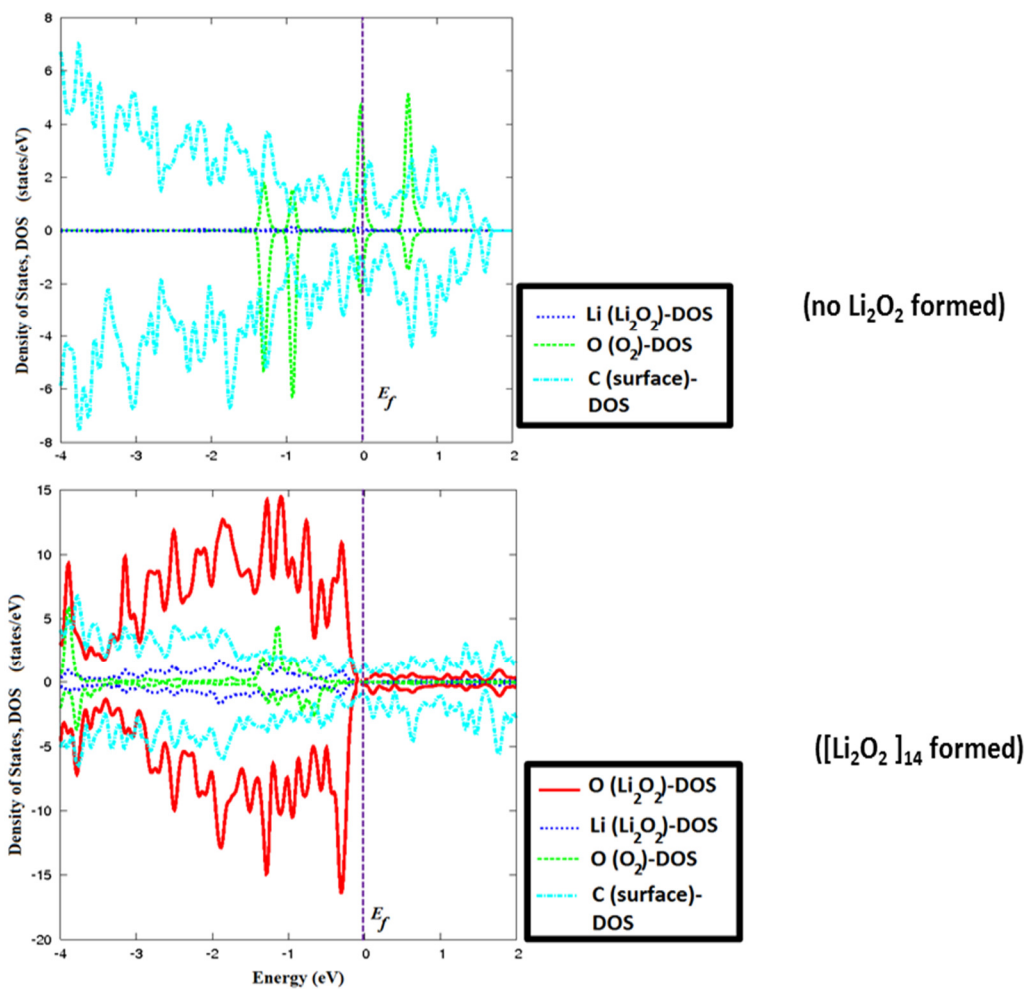 8
6
4
2
0
-2
-4
-6
-8
Density of States, DOS (states/eV)
-4
-3
-2
-1
0
1
2
E_f
Li (Li₂O₂)-DOS
O (O₂)-DOS
C (surface)-
DOS
(no Li₂O₂ formed)
15
10
5
0
-5
-10
-15
-20
Density of States, DOS (states/eV)
-4
-3
-2
-1
0
1
2
Energy (eV)
E_f
O (Li₂O₂)-DOS
Li (Li₂O₂)-DOS
O (O₂)-DOS
C (surface)-
DOS
([Li₂O₂ ]₁₄ formed)